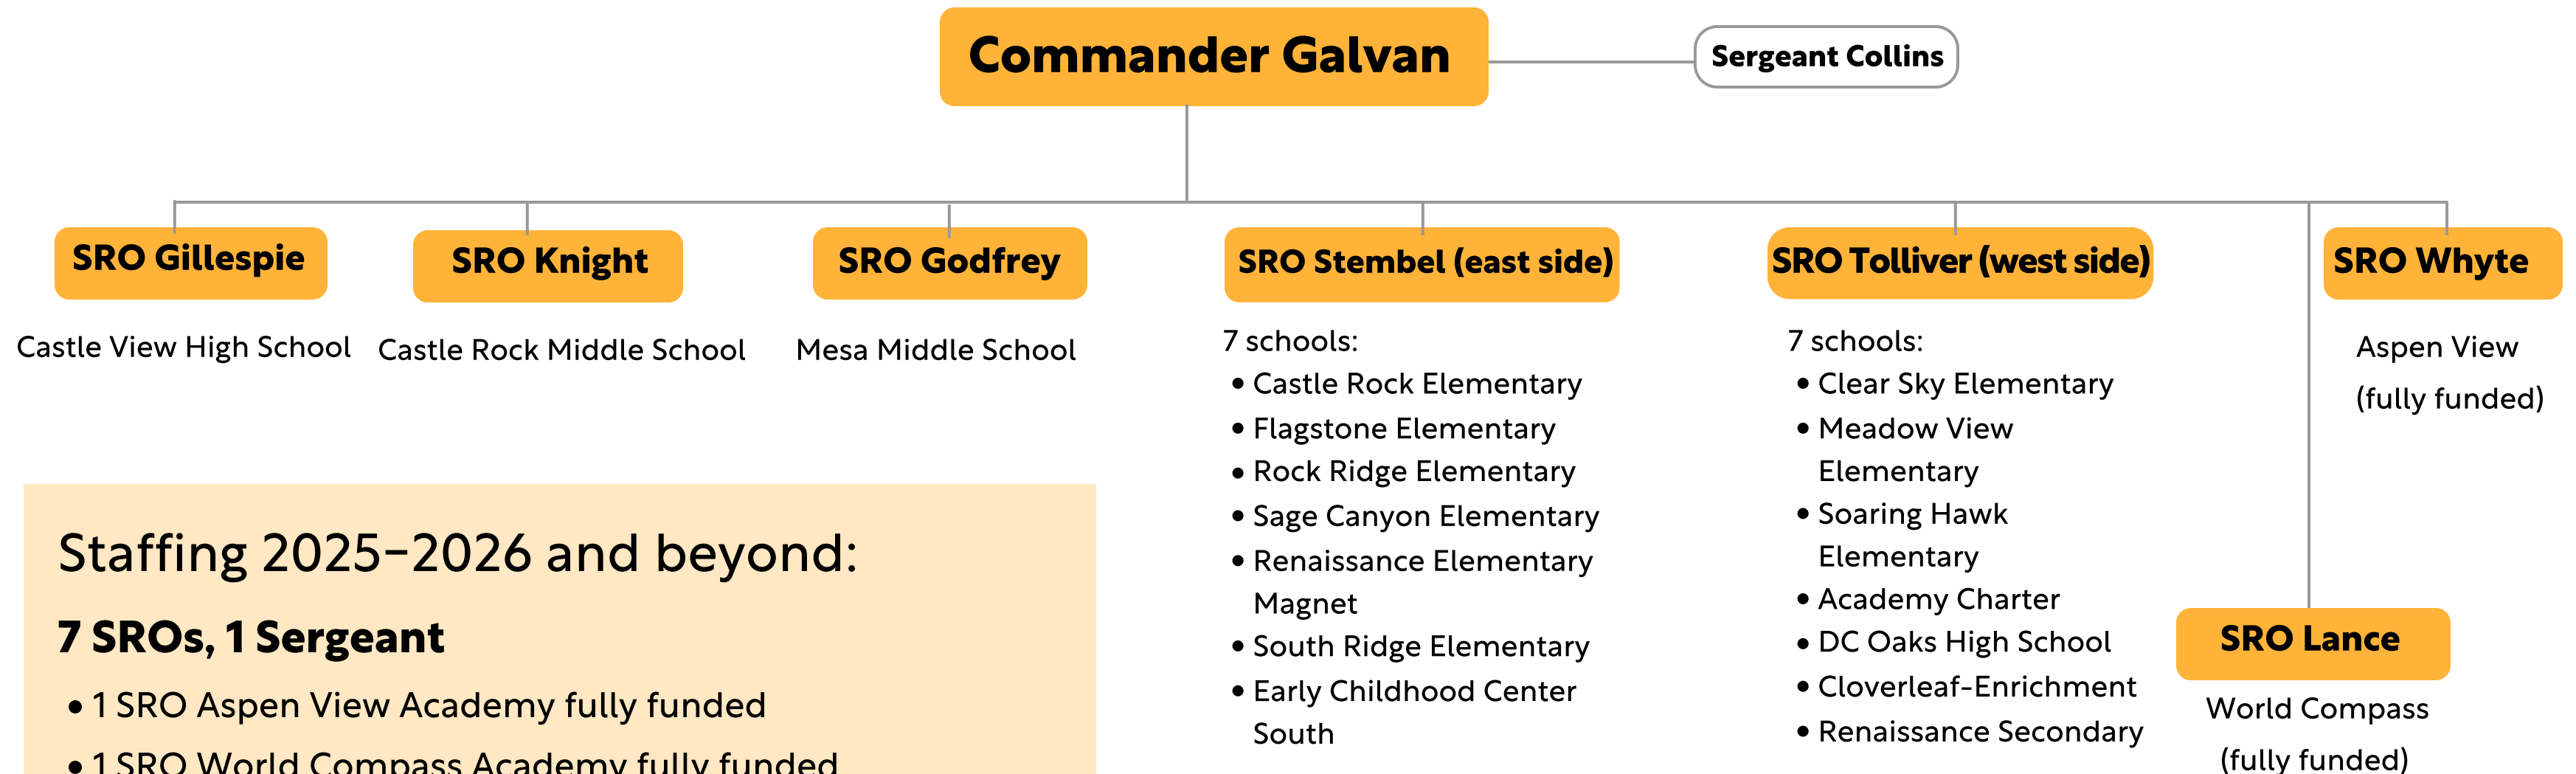 Commander Galvan
Sergeant Collins
SRO Gillespie
Castle View High School
SRO Knight
Castle Rock Middle School
SRO Godfrey
Mesa Middle School
SRO Stembel (east side)
7 schools:
• Castle Rock Elementary
• Flagstone Elementary
• Rock Ridge Elementary
• Sage Canyon Elementary
• Renaissance Elementary
Magnet
• South Ridge Elementary
• Early Childhood Center
South
SRO Tolliver (west side)
7 schools:
• Clear Sky Elementary
• Meadow View
Elementary
• Soaring Hawk
Elementary
• Academy Charter
• DC Oaks High School
• Cloverleaf-Enrichment
• Renaissance Secondary
SRO Whyte
Aspen View
(fully funded)
SRO Lance
World Compass
(fully funded)
Staffing 2025-2026 and beyond:
7 SROs, 1 Sergeant
• 1 SRO Aspen View Academy fully funded
• 1 SRO World Compass Academy fully funded